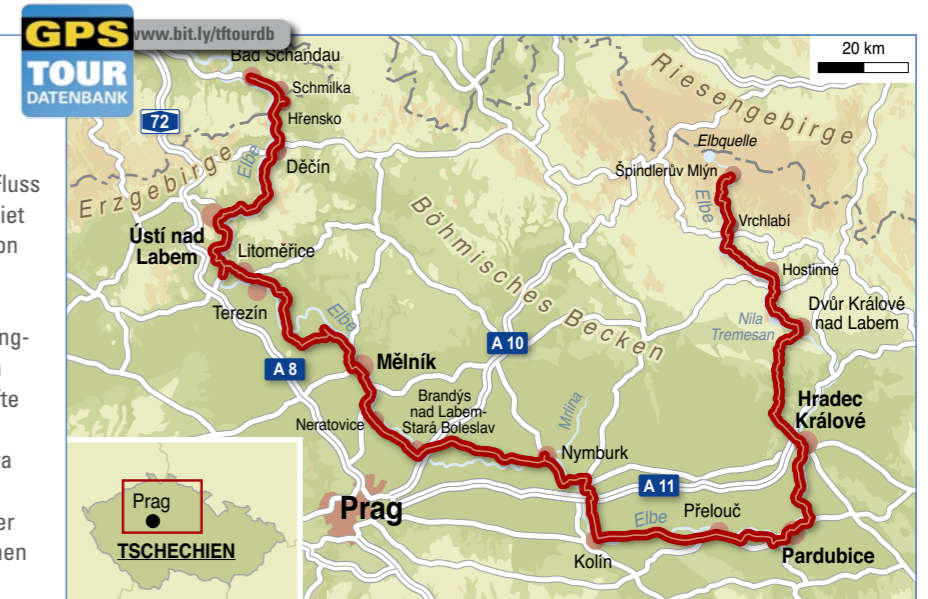 GPS
TOUR
DATENBANK
www.bit.ly/tftourdb
20 km
Bad Schandau
Schmilka
72
Hřensko
Riesengebirge
Elbquelle
Elbe
Děčín
Erzgebirge
Špindlerův Mlýn
fluss
iet
on
Elbe
Vrchlabí
Böhmisches Becken
Ústí nad
Labem
Litoměřice
Hostinné
Terezín
Elbe
Nila
Tremesan
Dvůr Králové
nad Labem
ng-
A 8
A 10
Mělník
fte
Neratovice
Brandýs
nad Labem-
Stará Boleslav
Mrlina
Hradec
Králové
Nymburk
A 11
Prag
Elbe
Přelouč
Kolín
Pardubice
ra
er
nen
Prag
TSCHECHIEN